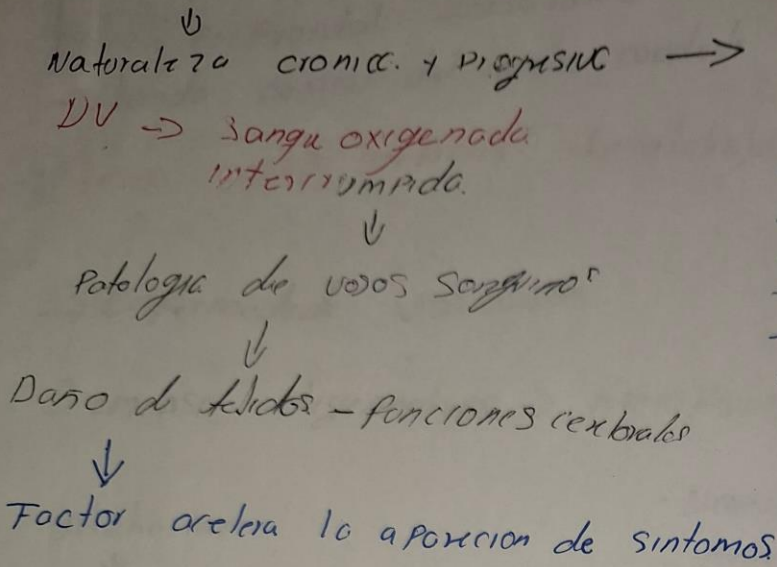 ↓
Naturaleza cronica. y progresiva →
DV → sangre oxigenada
interrumpida.
↓
Patologia de vasos sanguineos
↓
Daño de tejidos - funciones cerebrales
↓
Factor acelera la aparicion de sintomas.